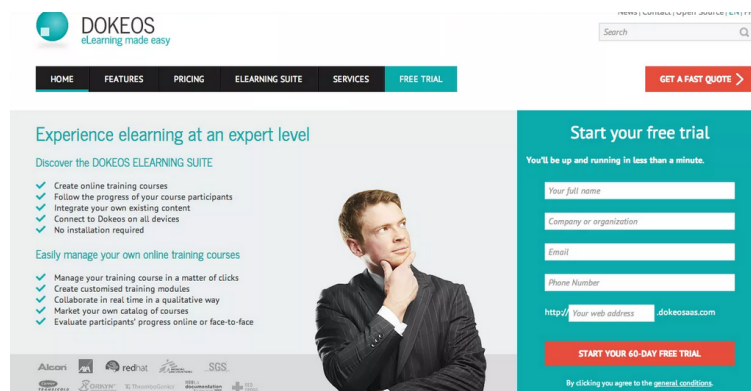 News | Contact | Open Source | EN |
DOKEOS
eLearning made easy
Search
HOME FEATURES PRICING ELEARNING SUITE SERVICES FREE TRIAL
GET A FAST QUOTE
Experience elearning at an expert level
Discover the DOKEOS ELEARNING SUITE
Create online training courses
Follow the progress of your course participants
Integrate your own existing content
Connect to Dokeos on all devices
No installation required
Easily manage your own online training courses
Manage your training course in a matter of clicks
Create customised training modules
Collaborate in real time in a qualitative way
Market your own catalog of courses
Evaluate participants' progress online or face-to-face
Alcon redhat SGS
documentation
Start your free trial
You'll be up and running in less than a minute.
Your full name
Company or organization
Email
Phone Number
http:// Your web address .dokeosaas.com
START YOUR 60-DAY FREE TRIAL
By clicking you agree to the general conditions.